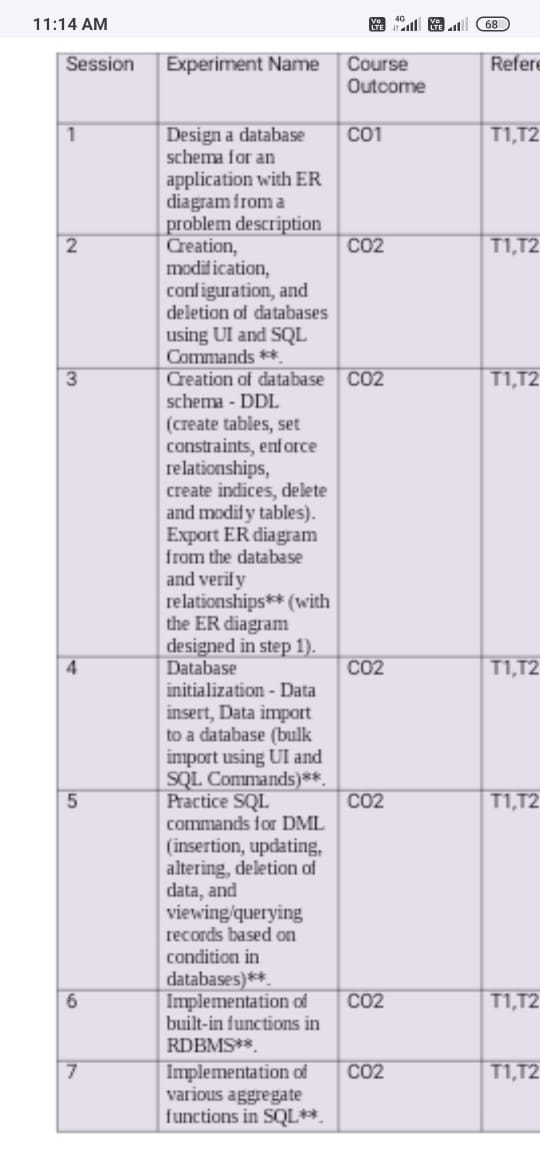 11:14 AM
Vo LTE 4G Vo LTE 68
Session Experiment Name Course Refere
Outcome
1 Design a database CO1 T1,T2
schema for an
application with ER
diagram from a
problem description
2 Creation, CO2 T1,T2
modification,
configuration, and
deletion of databases
using UI and SQL
Commands **.
3 Creation of database CO2 T1,T2
schema - DDL
(create tables, set
constraints, enforce
relationships,
create indices, delete
and modify tables).
Export ER diagram
from the database
and verify
relationships** (with
the ER diagram
designed in step 1).
4 Database CO2 T1,T2
initialization - Data
insert, Data import
to a database (bulk
import using UI and
SQL Commands)**.
5 Practice SQL CO2 T1,T2
commands for DML
(insertion, updating,
altering, deletion of
data, and
viewing/querying
records based on
condition in
databases)**.
6 Implementation of CO2 T1,T2
built-in functions in
RDBMS**.
7 Implementation of CO2 T1,T2
various aggregate
functions in SQL**.